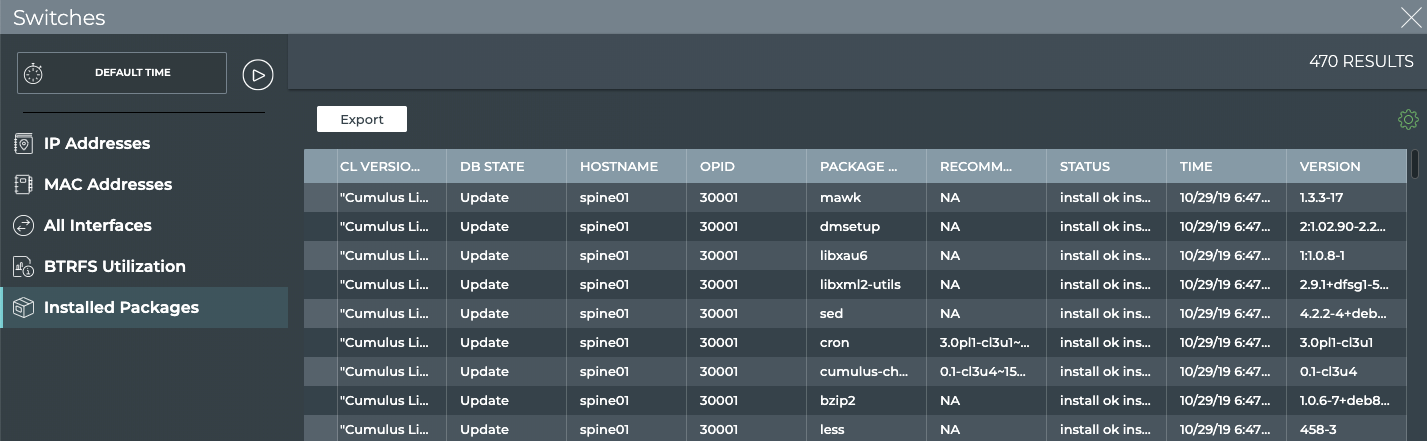 Switches
DEFAULT TIME
470 RESULTS
IP Addresses
MAC Addresses
All Interfaces
BTRFS Utilization
Installed Packages
Export
CL VERSIO... DB STATE HOSTNAME OPID PACKAGE ... RECOMM... STATUS TIME VERSION
"Cumulus Li... Update spine01 30001 mawk NA install ok ins... 10/29/19 6:47... 1.3.3-17
"Cumulus Li... Update spine01 30001 dmsetup NA install ok ins... 10/29/19 6:47... 2:1.02.90-2.2...
"Cumulus Li... Update spine01 30001 libxau6 NA install ok ins... 10/29/19 6:47... 1:1.0.8-1
"Cumulus Li... Update spine01 30001 libxml2-utils NA install ok ins... 10/29/19 6:47... 2.9.1+dfsg1-5...
"Cumulus Li... Update spine01 30001 sed NA install ok ins... 10/29/19 6:47... 4.2.2-4+deb...
"Cumulus Li... Update spine01 30001 cron 3.0pl1-cl3u1~... install ok ins... 10/29/19 6:47... 3.0pl1-cl3u1
"Cumulus Li... Update spine01 30001 cumulus-ch... 0.1-cl3u4~15... install ok ins... 10/29/19 6:47... 0.1-cl3u4
"Cumulus Li... Update spine01 30001 bzip2 NA install ok ins... 10/29/19 6:47... 1.0.6-7+deb8...
"Cumulus Li... Update spine01 30001 less NA install ok ins... 10/29/19 6:47... 458-3